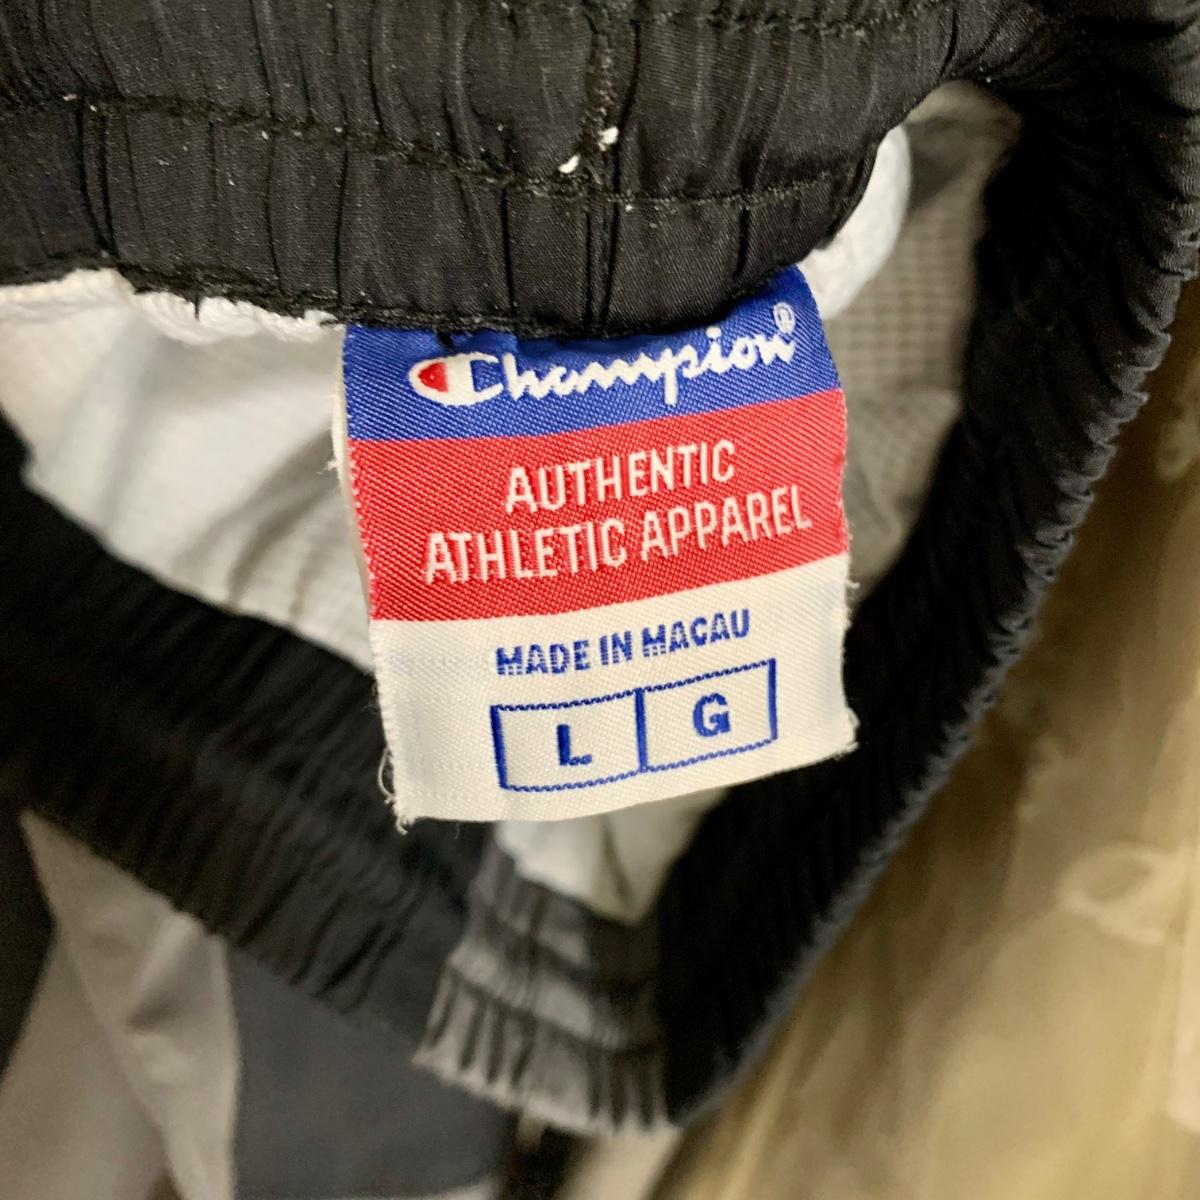 Champion®
AUTHENTIC
ATHLETIC APPAREL
MADE IN MACAU
L G